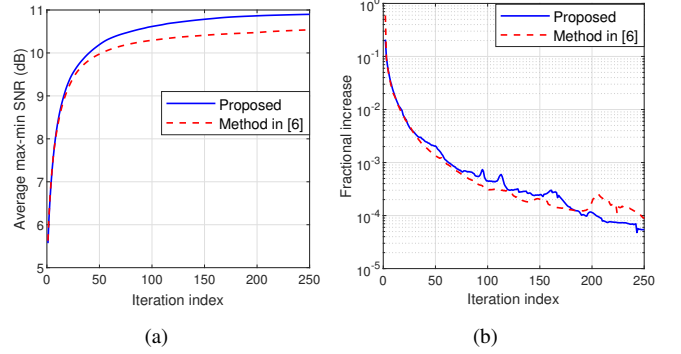 11
10
9
8
7
6
5
0
50
100
150
200
250
Average max-min SNR (dB)
Iteration index
Proposed
Method in [6]
(a)
10^0
10^-1
10^-2
10^-3
10^-4
10^-5
0
50
100
150
200
250
Fractional increase
Iteration index
Proposed
Method in [6]
(b)